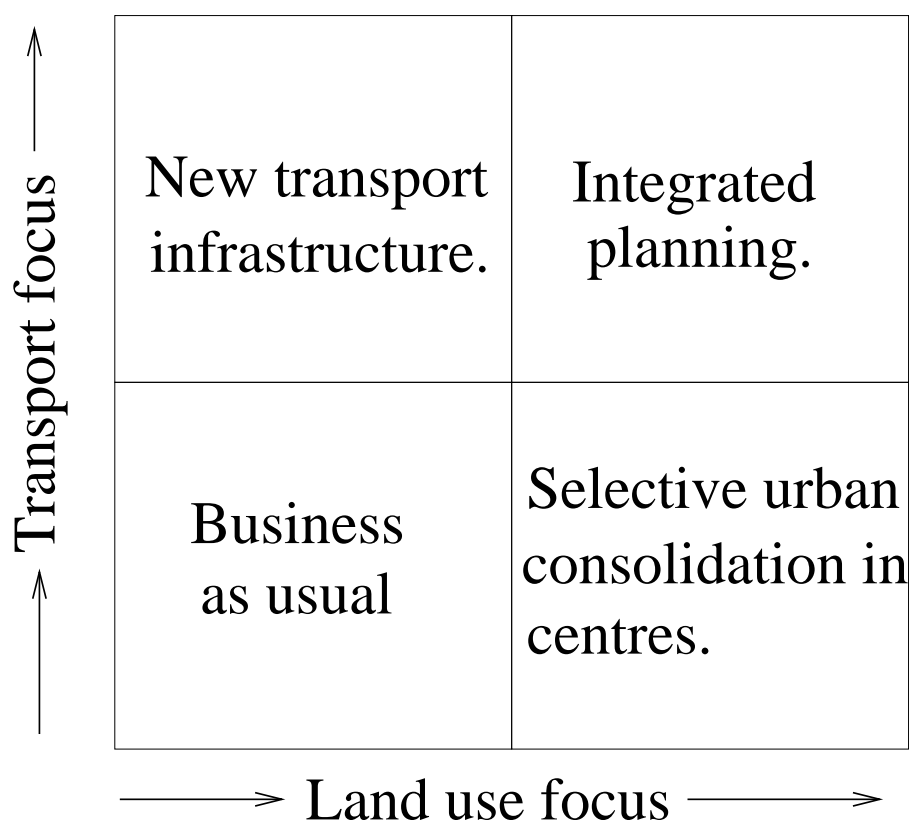 Transport focus
New transport
infrastructure.
Integrated
planning.
Business
as usual
Selective urban
consolidation in
centres.
Land use focus